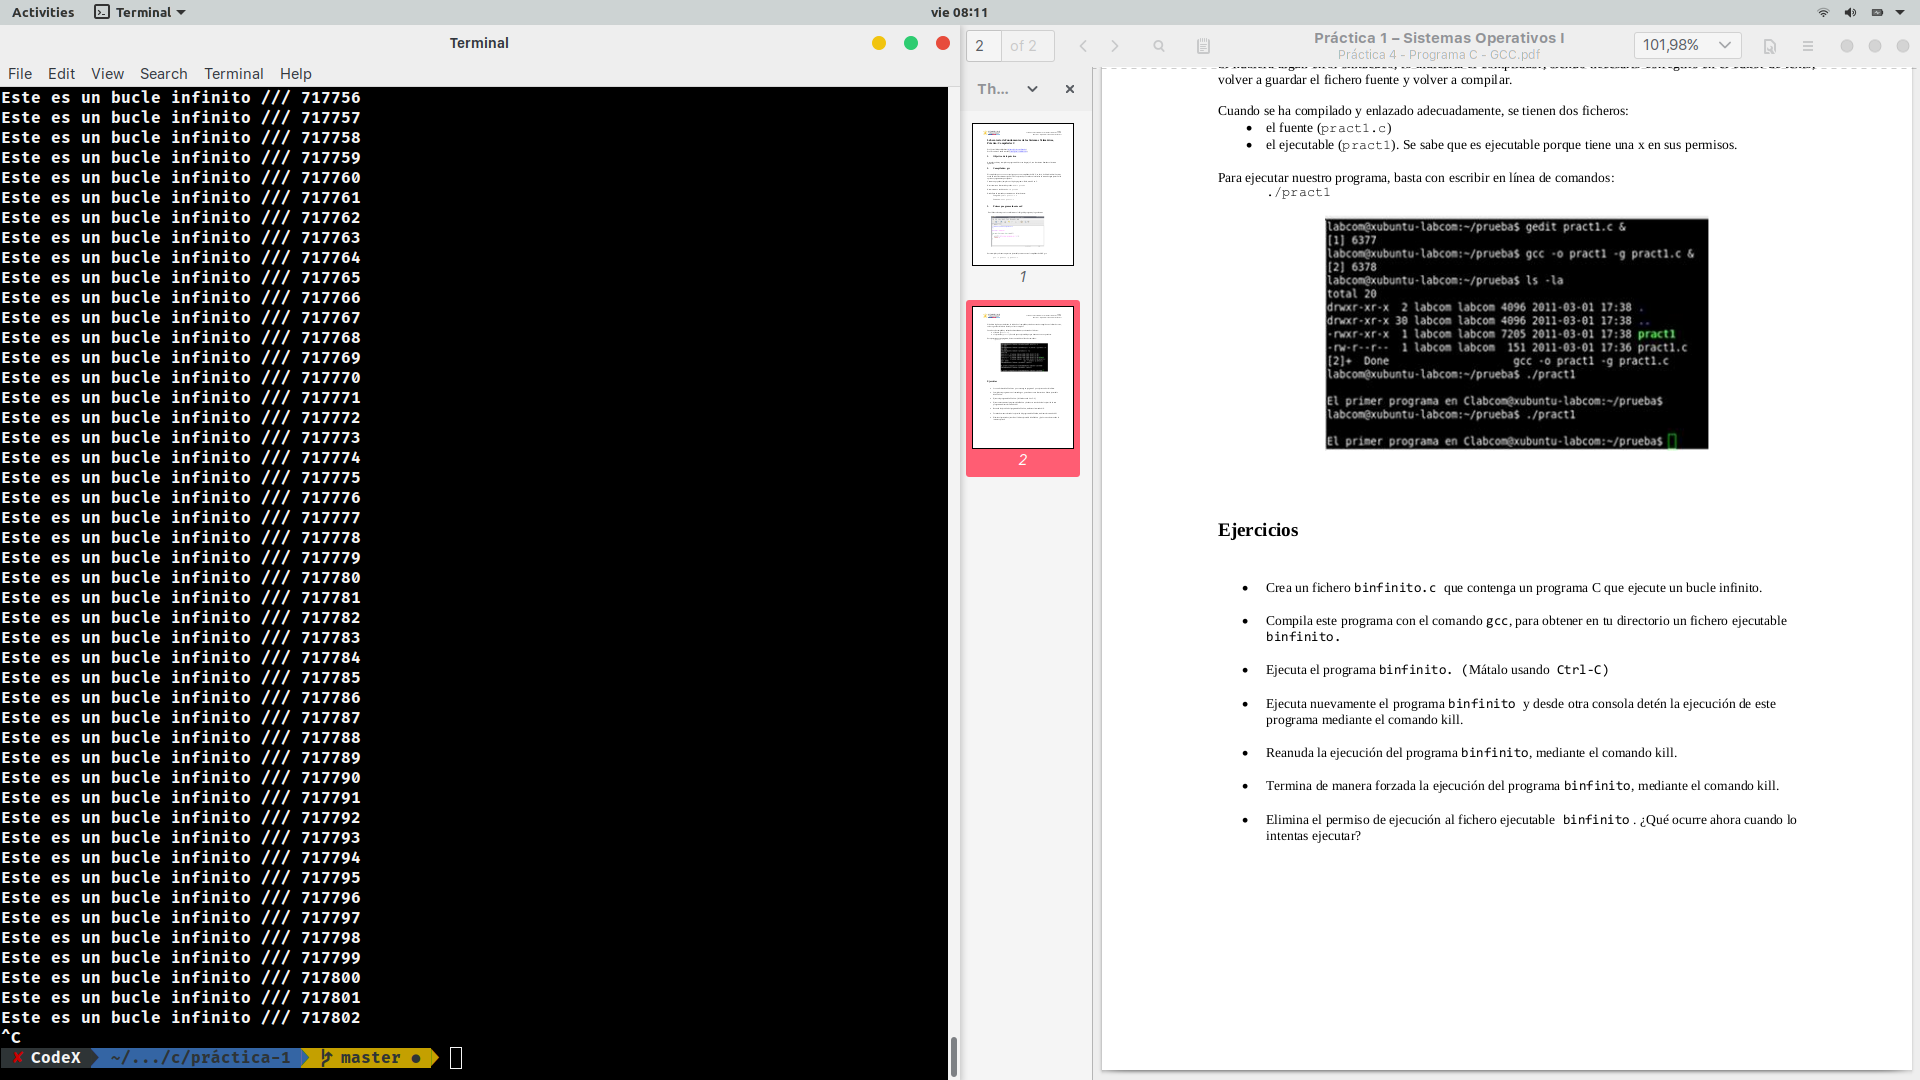 Activities
Terminal
vie 08:11
Terminal
File Edit View Search Terminal Help
Este es un bucle infinito /// 717756
Este es un bucle infinito /// 717757
Este es un bucle infinito /// 717758
Este es un bucle infinito /// 717759
Este es un bucle infinito /// 717760
Este es un bucle infinito /// 717761
Este es un bucle infinito /// 717762
Este es un bucle infinito /// 717763
Este es un bucle infinito /// 717764
Este es un bucle infinito /// 717765
Este es un bucle infinito /// 717766
Este es un bucle infinito /// 717767
Este es un bucle infinito /// 717768
Este es un bucle infinito /// 717769
Este es un bucle infinito /// 717770
Este es un bucle infinito /// 717771
Este es un bucle infinito /// 717772
Este es un bucle infinito /// 717773
Este es un bucle infinito /// 717774
Este es un bucle infinito /// 717775
Este es un bucle infinito /// 717776
Este es un bucle infinito /// 717777
Este es un bucle infinito /// 717778
Este es un bucle infinito /// 717779
Este es un bucle infinito /// 717780
Este es un bucle infinito /// 717781
Este es un bucle infinito /// 717782
Este es un bucle infinito /// 717783
Este es un bucle infinito /// 717784
Este es un bucle infinito /// 717785
Este es un bucle infinito /// 717786
Este es un bucle infinito /// 717787
Este es un bucle infinito /// 717788
Este es un bucle infinito /// 717789
Este es un bucle infinito /// 717790
Este es un bucle infinito /// 717791
Este es un bucle infinito /// 717792
Este es un bucle infinito /// 717793
Este es un bucle infinito /// 717794
Este es un bucle infinito /// 717795
Este es un bucle infinito /// 717796
Este es un bucle infinito /// 717797
Este es un bucle infinito /// 717798
Este es un bucle infinito /// 717799
Este es un bucle infinito /// 717800
Este es un bucle infinito /// 717801
Este es un bucle infinito /// 717802
^C
✘ CodeX ~/.../c/práctica-1 master ●
2 of 2
Práctica 1 – Sistemas Operativos I
Práctica 4 - Programa C - GCC.pdf
101,98%
Th...
1
2
volver a guardar el fichero fuente y volver a compilar.
Cuando se ha compilado y enlazado adecuadamente, se tienen dos ficheros:
• el fuente (pract1.c)
• el ejecutable (pract1). Se sabe que es ejecutable porque tiene una x en sus permisos.
Para ejecutar nuestro programa, basta con escribir en línea de comandos:
./pract1
labcom@xubuntu-labcom:~/prueba$ gedit pract1.c &
[1] 6377
labcom@xubuntu-labcom:~/prueba$ gcc -o pract1 -g pract1.c &
[2] 6378
labcom@xubuntu-labcom:~/prueba$ ls -la
total 20
drwxr-xr-x 2 labcom labcom 4096 2011-03-01 17:38 .
drwxr-xr-x 30 labcom labcom 4096 2011-03-01 17:38 ..
-rwxr-xr-x 1 labcom labcom 7205 2011-03-01 17:38 pract1
-rw-r--r-- 1 labcom labcom 151 2011-03-01 17:36 pract1.c
[2]+ Done gcc -o pract1 -g pract1.c
labcom@xubuntu-labcom:~/prueba$ ./pract1
El primer programa en Clabcom@xubuntu-labcom:~/prueba$
labcom@xubuntu-labcom:~/prueba$ ./pract1
El primer programa en Clabcom@xubuntu-labcom:~/prueba$
Ejercicios
• Crea un fichero binfinito.c que contenga un programa C que ejecute un bucle infinito.
• Compila este programa con el comando gcc, para obtener en tu directorio un fichero ejecutable
binfinito.
• Ejecuta el programa binfinito. (Mátalo usando Ctrl-C)
• Ejecuta nuevamente el programa binfinito y desde otra consola detén la ejecución de este
programa mediante el comando kill.
• Reanuda la ejecución del programa binfinito, mediante el comando kill.
• Termina de manera forzada la ejecución del programa binfinito, mediante el comando kill.
• Elimina el permiso de ejecución al fichero ejecutable binfinito. ¿Qué ocurre ahora cuando lo
intentas ejecutar?